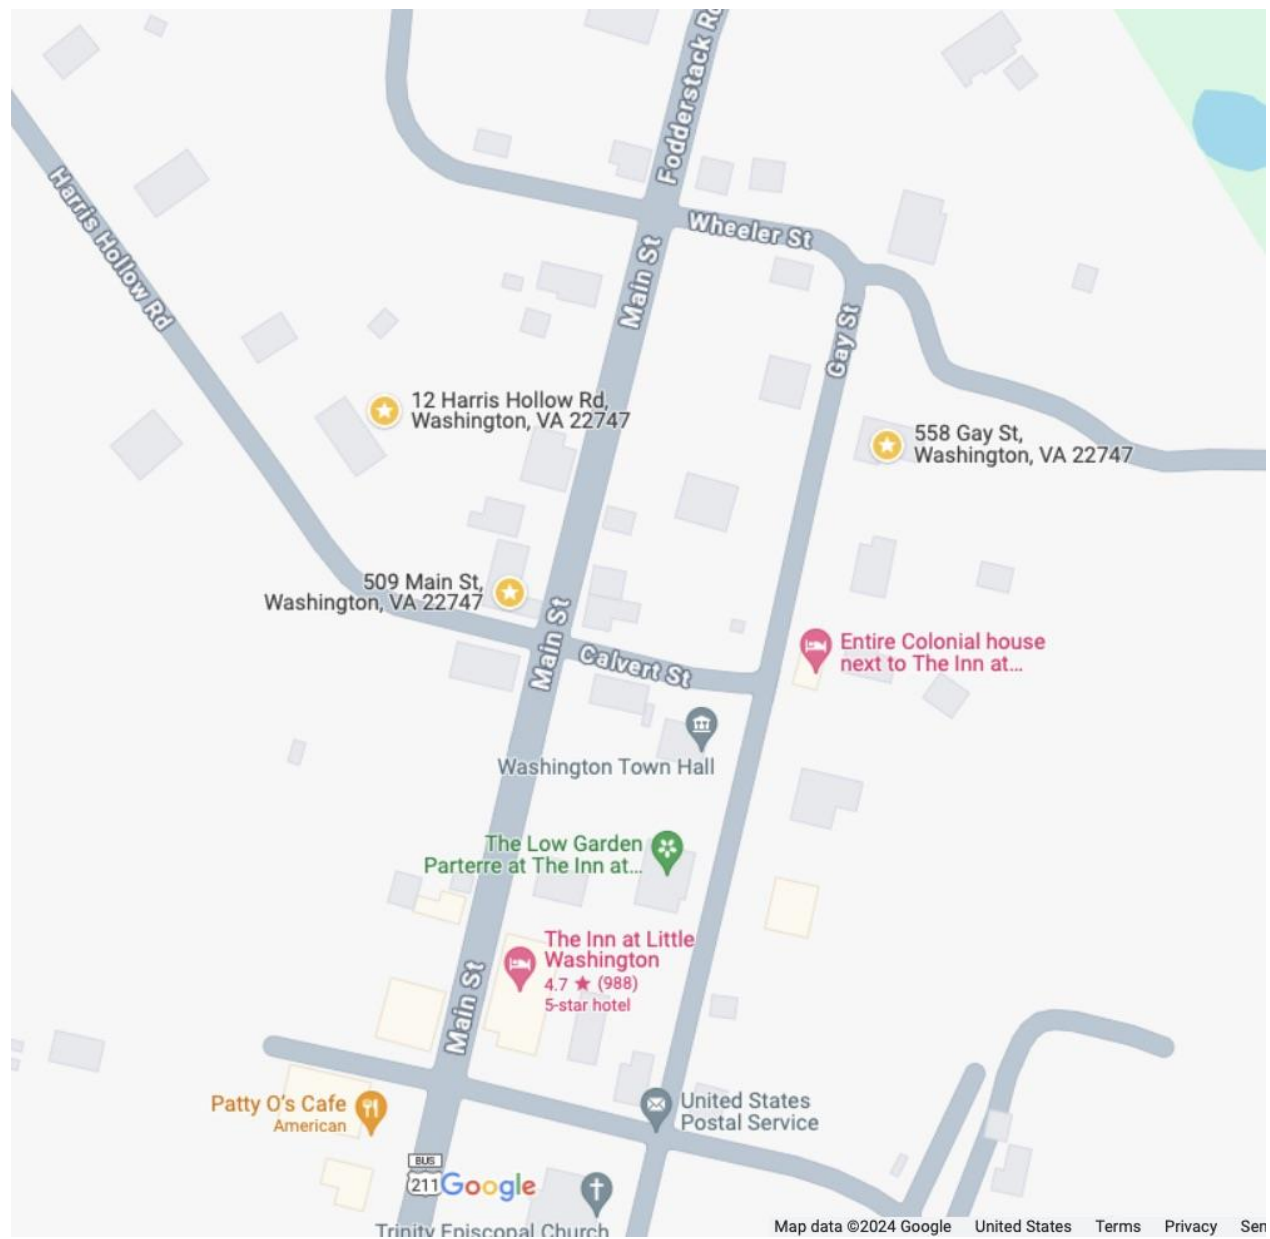 Fodderstack Rd
Harris Hollow Rd
Wheeler St
Main St
Gay St
12 Harris Hollow Rd,
Washington, VA 22747
558 Gay St,
Washington, VA 22747
509 Main St,
Washington, VA 22747
Main St
Calvert St
Entire Colonial house
next to The Inn at...
Washington Town Hall
The Low Garden
Parterre at The Inn at...
The Inn at Little
Washington
4.7 ★ (988)
5-star hotel
Main St
Patty O's Cafe
American
United States
Postal Service
BUS
211
Google
Trinity Episcopal Church
Map data ©2024 Google United States Terms Privacy Sen